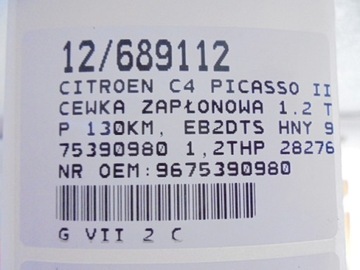 12/689112
CITROEN C4 PICASSO II
CEWKA ZAPŁONOWA 1.2 T
P 130KM, EB2DTS HNY 9
75390980 1,2THP 28276
NR OEM:9675390980
G VII 2 C